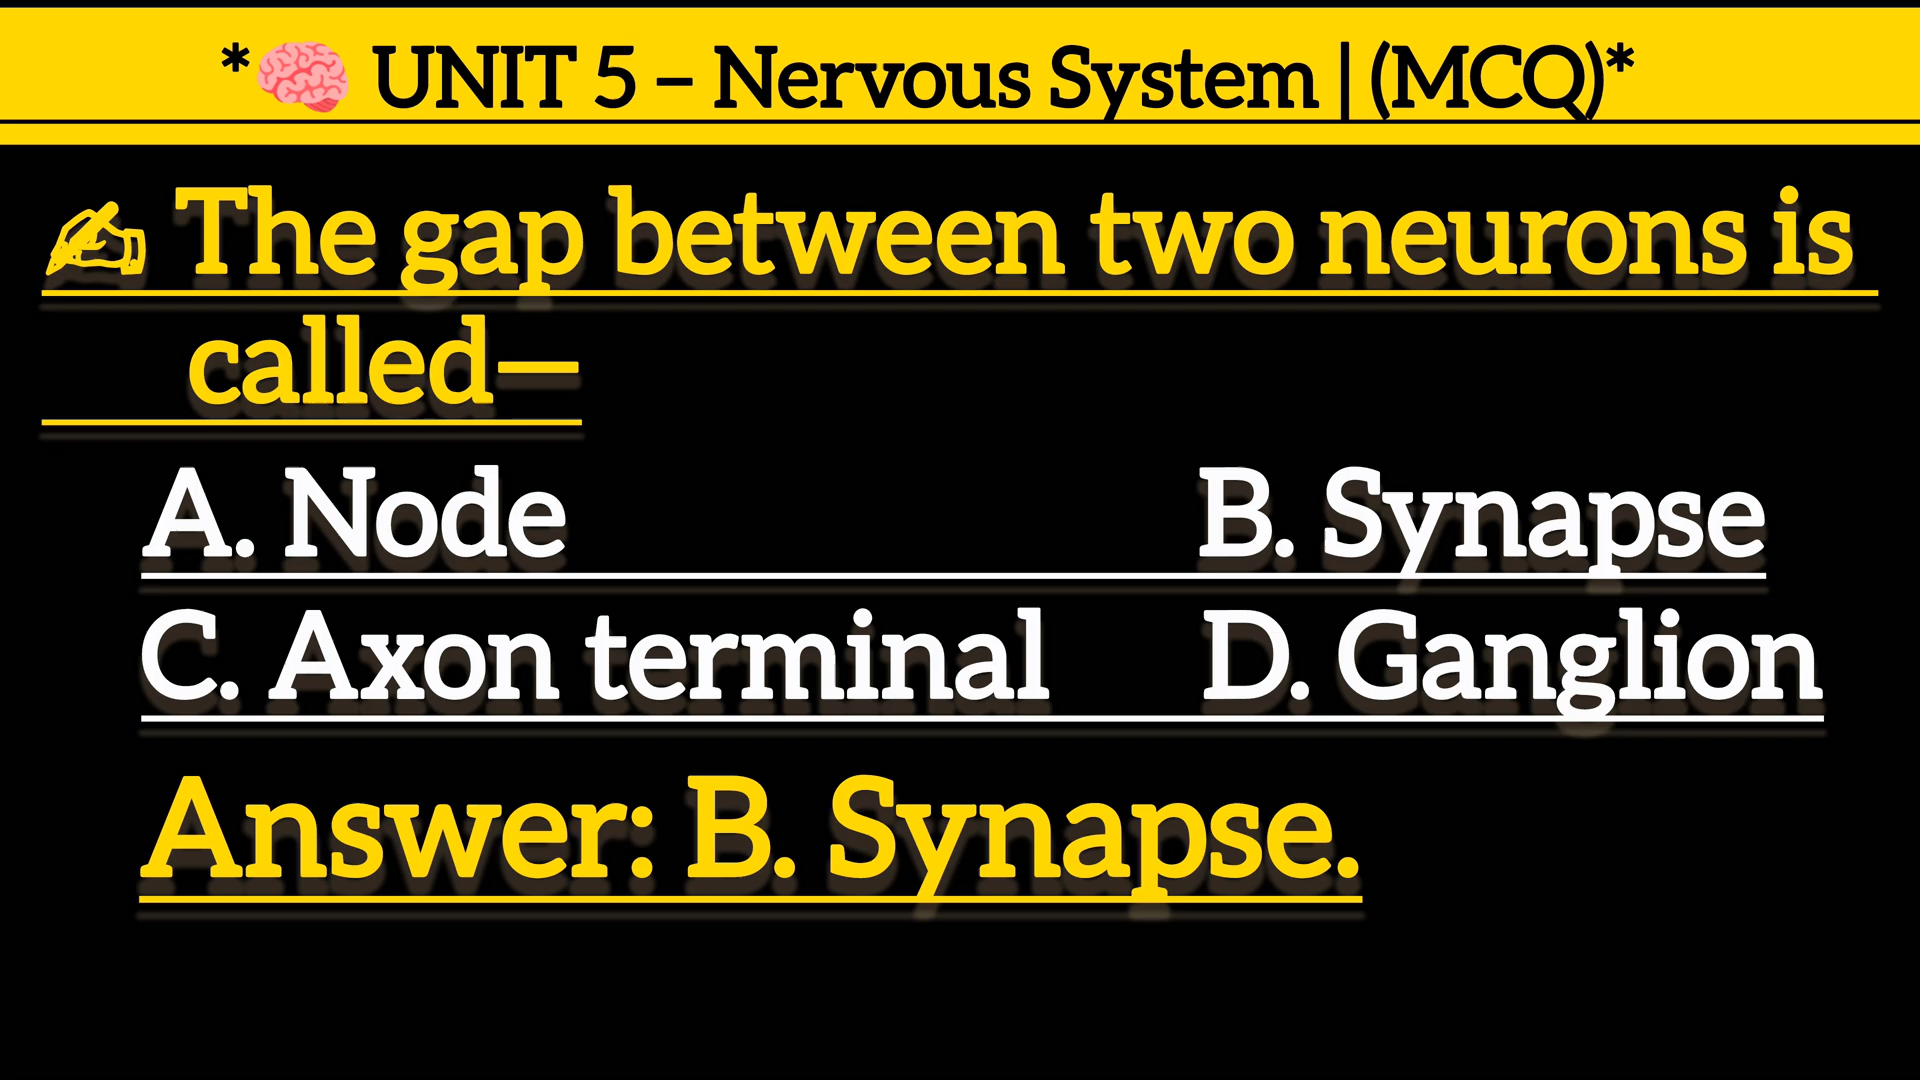 *🧠 UNIT 5 – Nervous System | (MCQ)*
✍ The gap between two neurons is
called—
A. Node B. Synapse
C. Axon terminal D. Ganglion
Answer: B. Synapse.